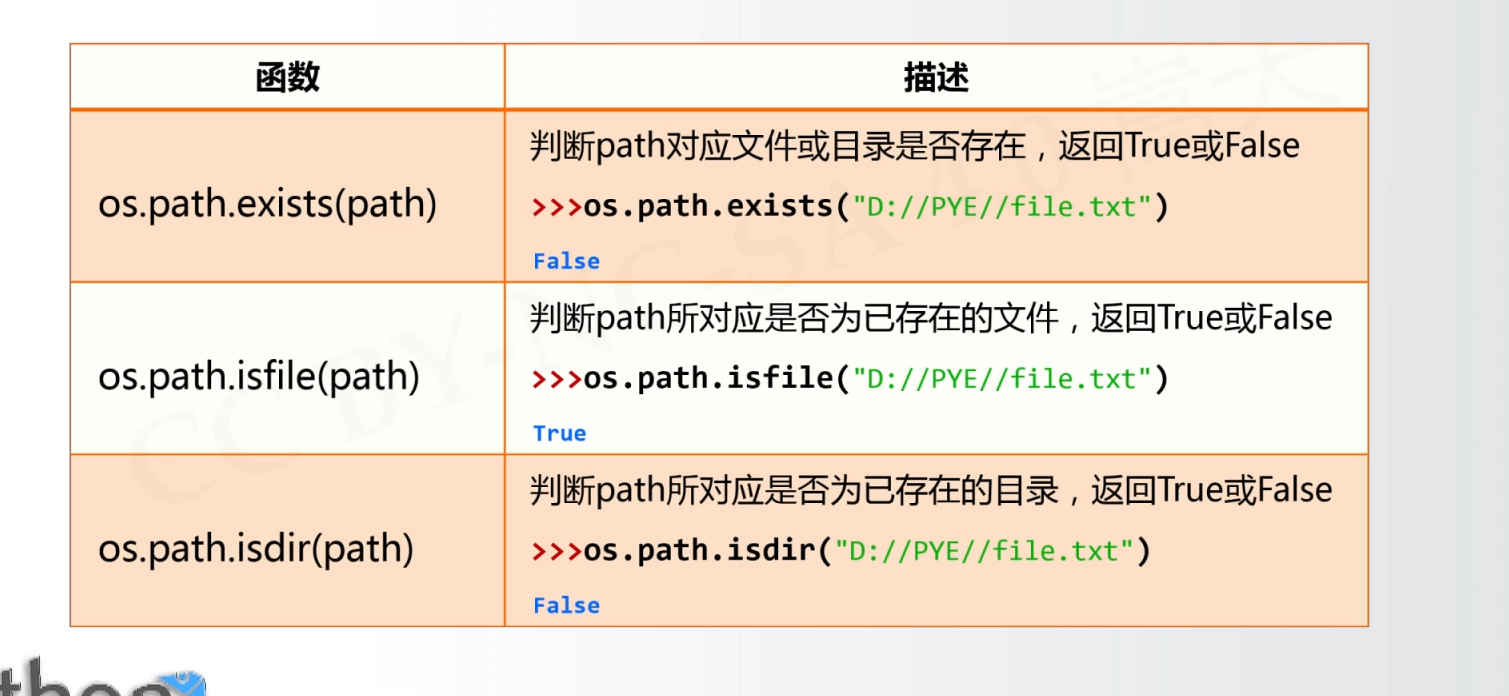 函数 描述
os.path.exists(path)
判断path对应文件或目录是否存在，返回True或False
>>>os.path.exists("D://PYE//file.txt")
False
os.path.isfile(path)
判断path所对应是否为已存在的文件，返回True或False
>>>os.path.isfile("D://PYE//file.txt")
True
os.path.isdir(path)
判断path所对应是否为已存在的目录，返回True或False
>>>os.path.isdir("D://PYE//file.txt")
False
CC BY-NC-SA 4.0 嵩天